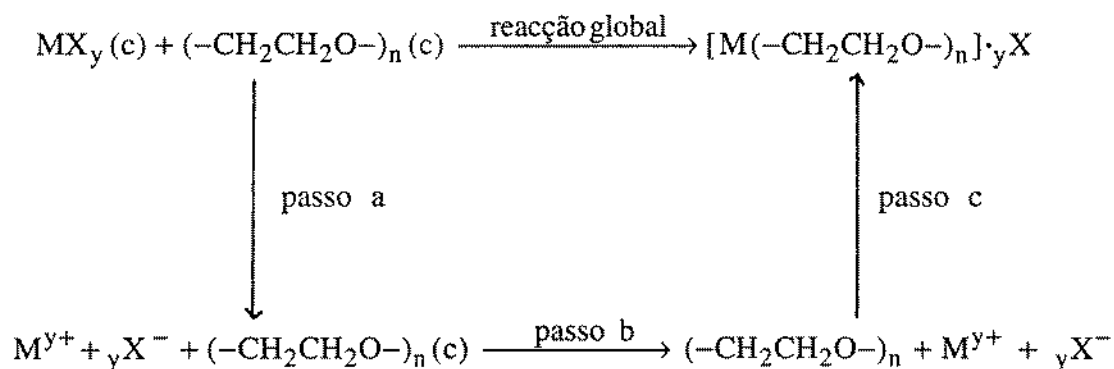 reacção global
MX_y (c) + (–CH₂CH₂O–)_n (c) ⟶ [M(–CH₂CH₂O–)_n]·_yX
passo a
passo c
passo b
M^{y+} + _yX⁻ + (–CH₂CH₂O–)_n (c) ⟶ (–CH₂CH₂O–)_n + M^{y+} + _yX⁻